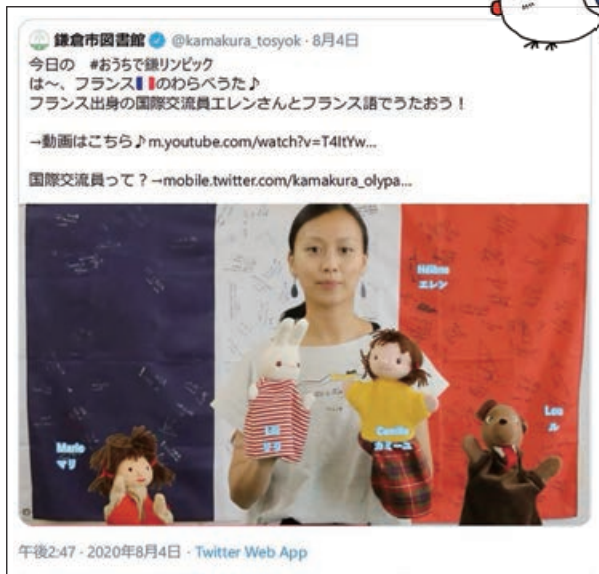 鎌倉市図書館 @kamakura_tosyok · 8月4日
今日の #おうちで鎌リンピック
は～、フランス🇫🇷のわらべうた♪
フランス出身の国際交流員エレンさんとフランス語でうたおう！
→動画はこちら♪m.youtube.com/watch?v=T4ItYw...
国際交流員って？→mobile.twitter.com/kamakura_olypa...
Hélène
エレン
Lou
ル
Lili
リリ
Camille
カミーユ
Marie
マリ
午後2:47 · 2020年8月4日 · Twitter Web App